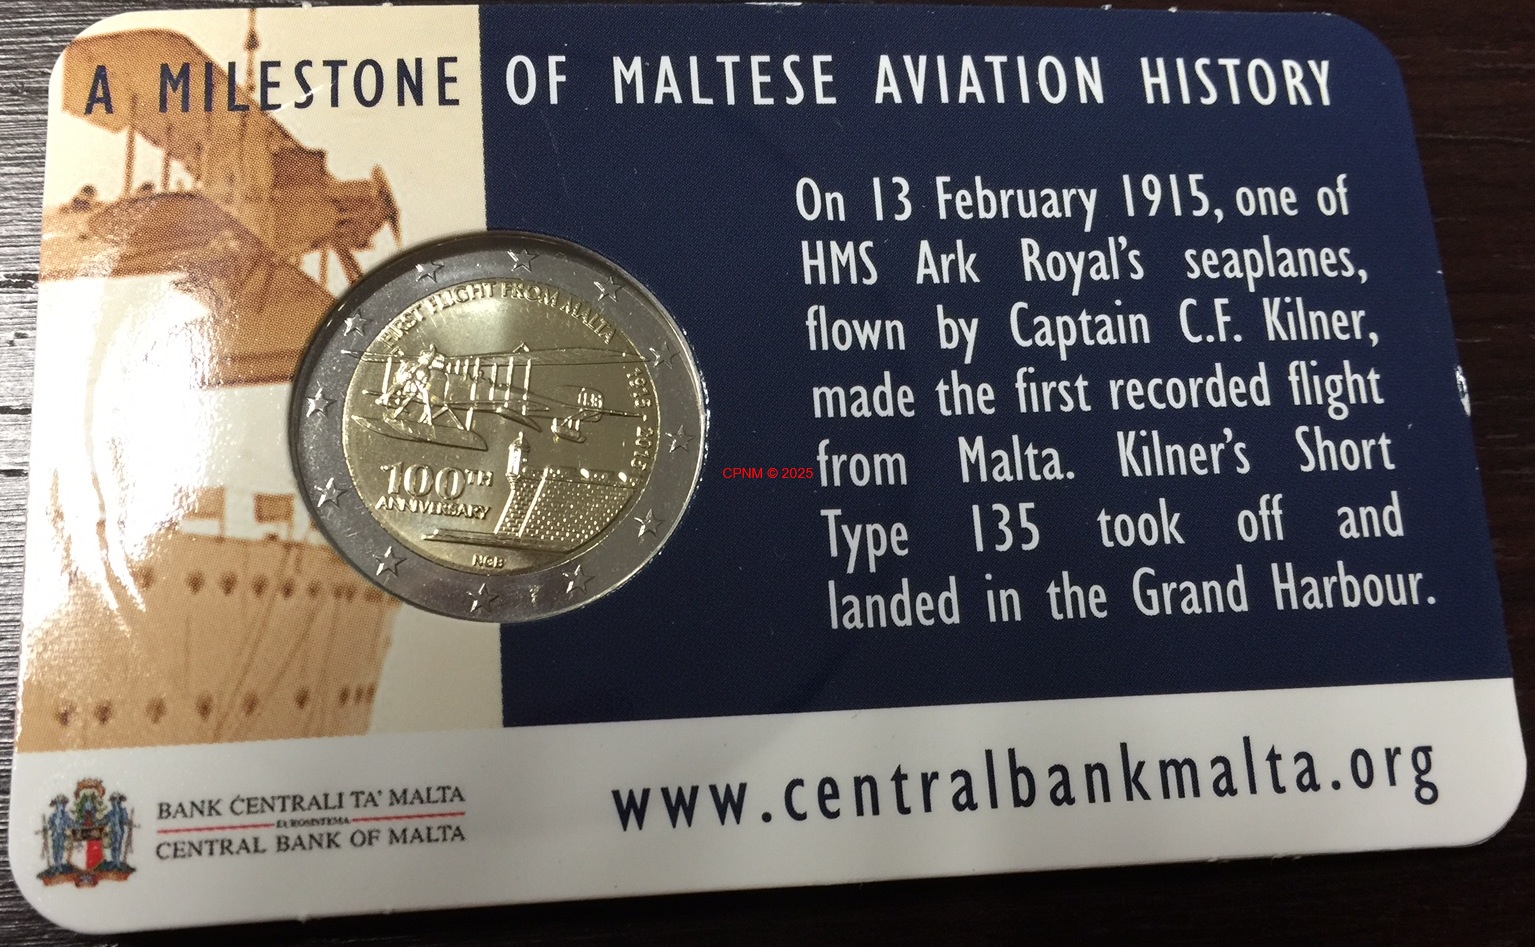 A MILESTONE OF MALTESE AVIATION HISTORY
On 13 February 1915, one of
HMS Ark Royal's seaplanes,
flown by Captain C.F. Kilner,
made the first recorded flight
from Malta. Kilner's Short
Type 135 took off and
landed in the Grand Harbour.
FIRST FLIGHT FROM MALTA
1915 - 2015
100TH
ANNIVERSARY
NGB
CPNM © 2025
BANK ĊENTRALI TA' MALTA
EUROSISTEMA
CENTRAL BANK OF MALTA
www.centralbankmalta.org